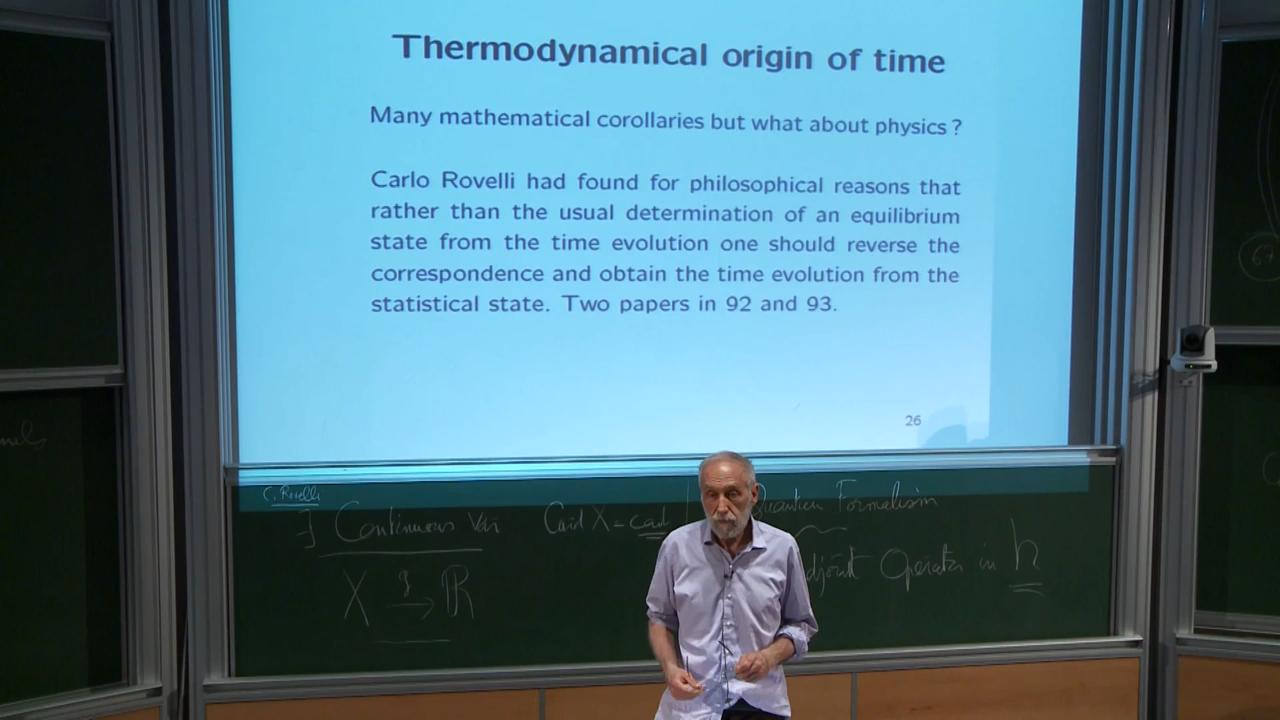 Thermodynamical origin of time
Many mathematical corollaries but what about physics ?
Carlo Rovelli had found for philosophical reasons that
rather than the usual determination of an equilibrium
state from the time evolution one should reverse the
correspondence and obtain the time evolution from the
statistical state. Two papers in 92 and 93.
26
C. Rovelli
∃ Continuous Var
Card X = card
Quantum Formalism
X g → ℝ
djoint Operator in h